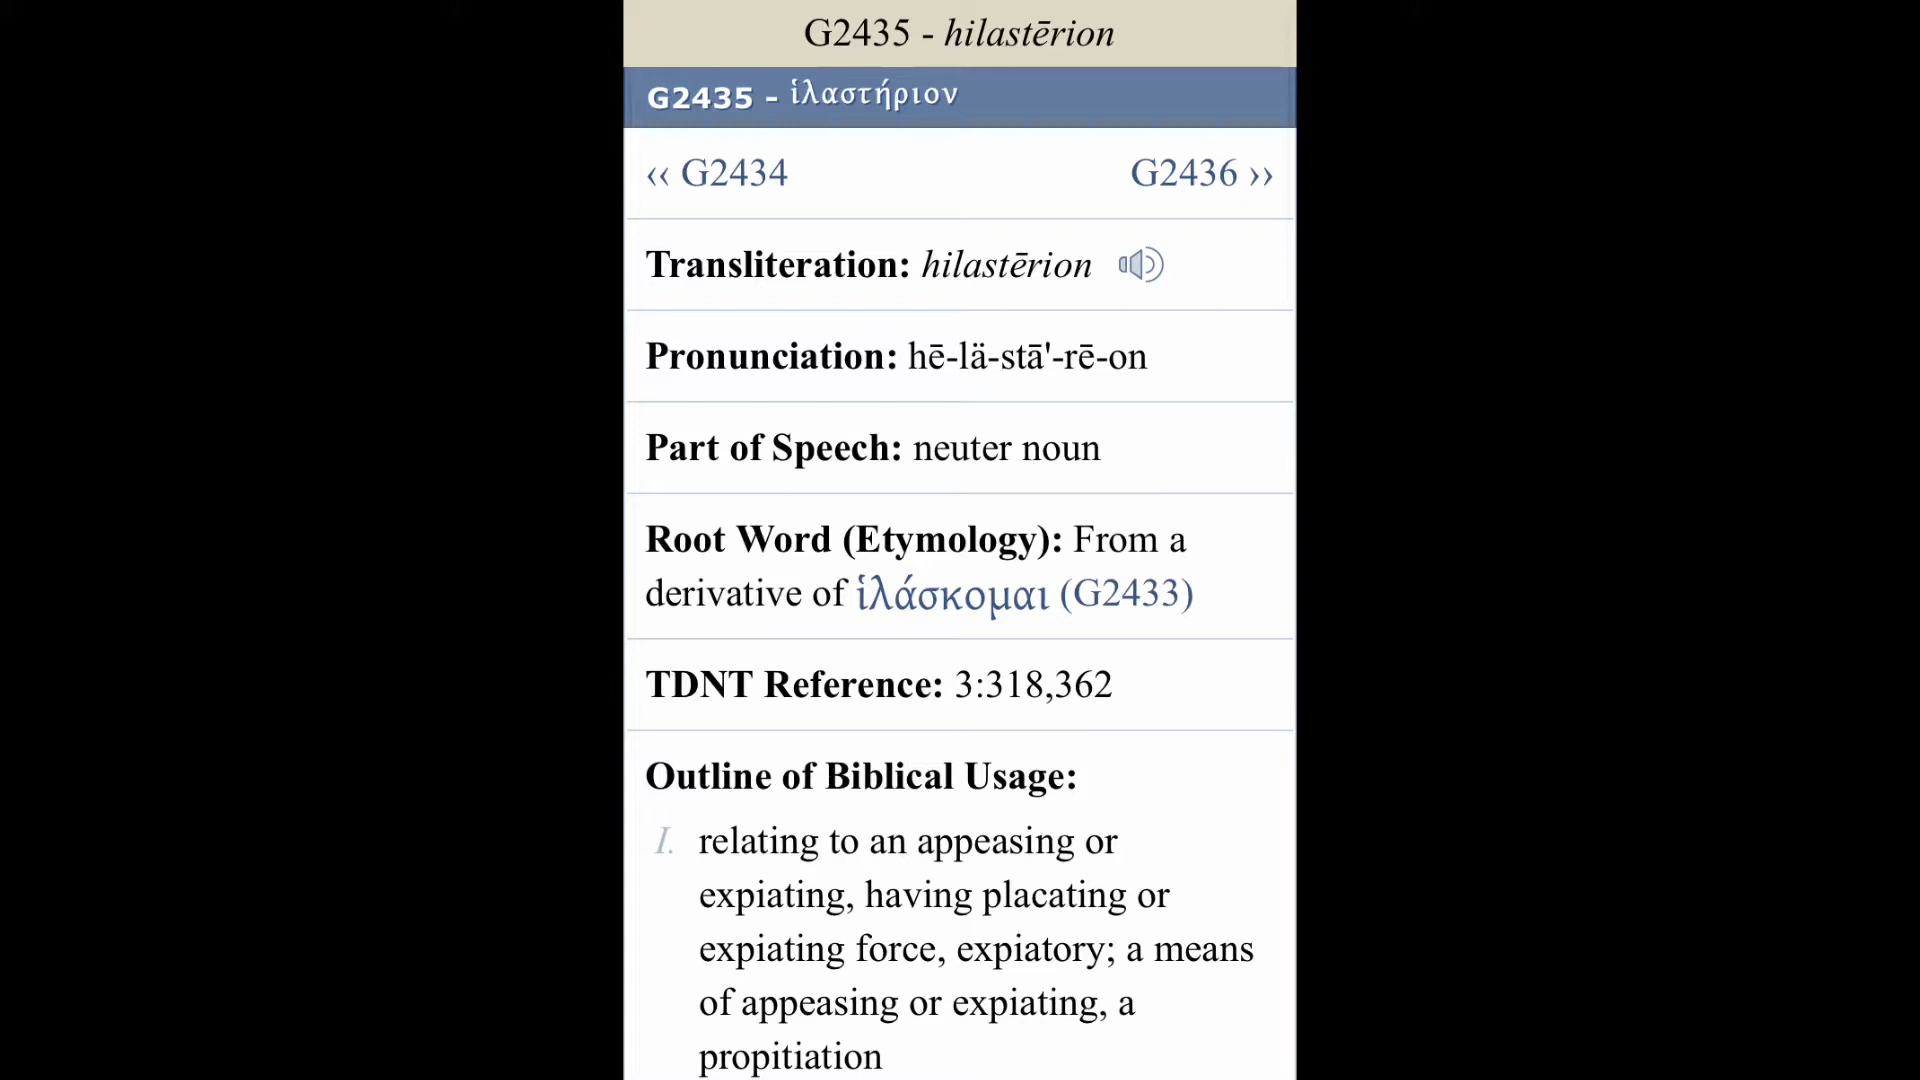 G2435 - hilastērion
G2435 - ἱλαστήριον
‹‹ G2434
G2436 ››
Transliteration: hilastērion
Pronunciation: hē-lä-stā'-rē-on
Part of Speech: neuter noun
Root Word (Etymology): From a
derivative of ἱλάσκομαι (G2433)
TDNT Reference: 3:318,362
Outline of Biblical Usage:
I. relating to an appeasing or
expiating, having placating or
expiating force, expiatory; a means
of appeasing or expiating, a
propitiation